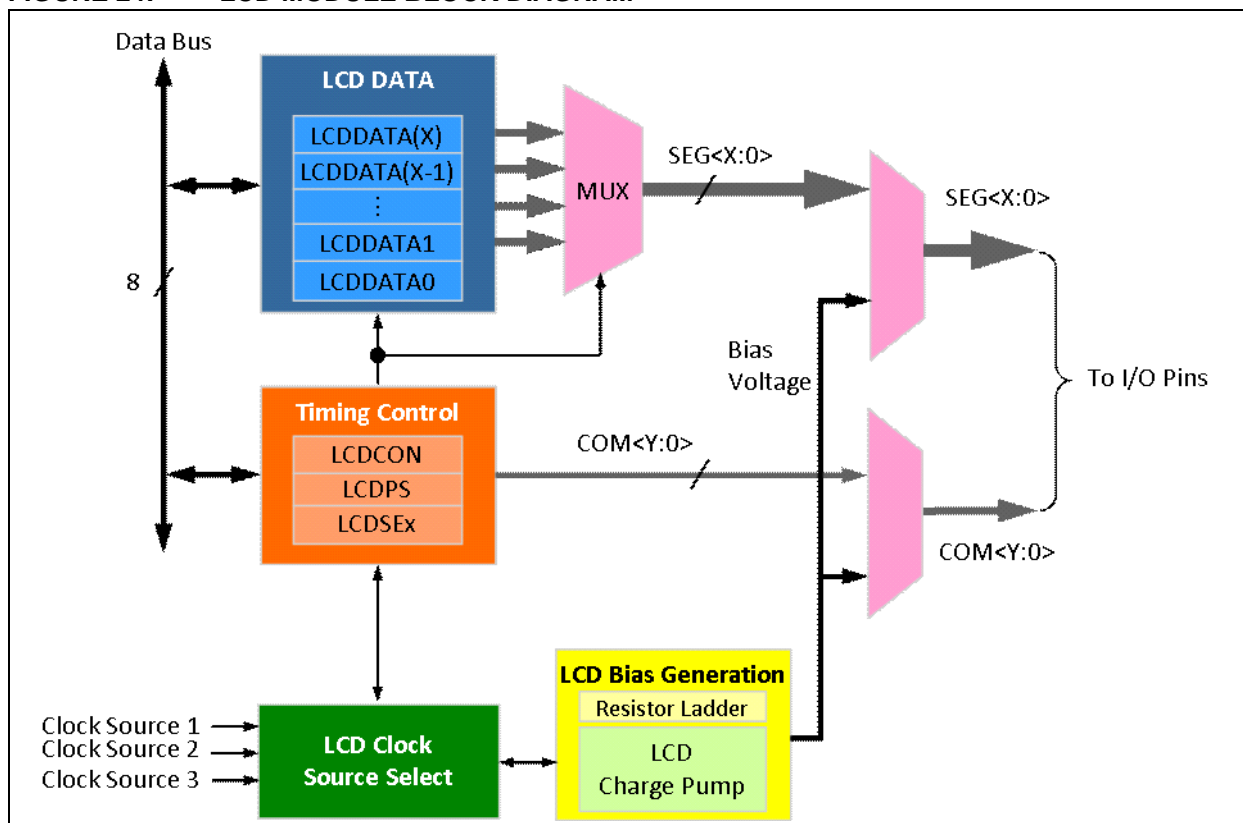 Data Bus
8
LCD DATA
LCDDATA(X)
LCDDATA(X-1)
⋮
LCDDATA1
LCDDATA0
MUX
SEG<X:0>
SEG<X:0>
Bias
Voltage
To I/O Pins
Timing Control
LCDCON
LCDPS
LCDSEx
COM<Y:0>
COM<Y:0>
Clock Source 1
Clock Source 2
Clock Source 3
LCD Clock
Source Select
LCD Bias Generation
Resistor Ladder
LCD
Charge Pump